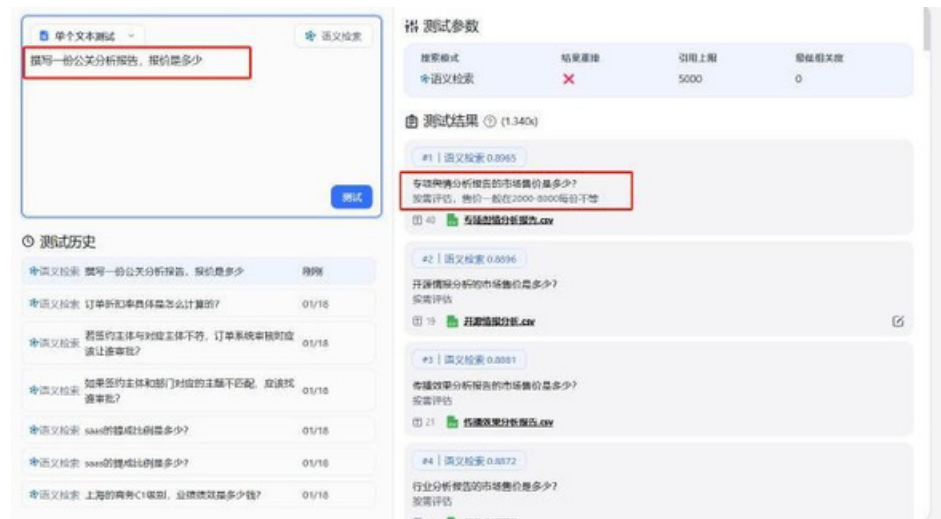 单个文本测试
语义检索
撰写一份公关分析报告，报价是多少
测试
测试历史
语义检索 撰写一份公关分析报告，报价是多少 刚刚
语义检索 订单折扣率具体是怎么计算的? 01/18
语义检索 若签约主体与对应主体不符，订单系统审核时应该让谁审批? 01/18
语义检索 如果签约主体和部门对应的主题不匹配，应该找谁审批? 01/18
语义检索 saas的提成比例是多少? 01/18
语义检索 saas的提成比例是多少? 01/18
语义检索 上海的商务C1级别，业绩绩效是多少钱? 01/18
测试参数
搜索模式 结果重排 引用上限 最低相关度
语义检索 5000 0
测试结果 (1.340s)
#1 语义检索 0.8965
专项舆情分析报告的市场售价是多少?
按需评估，售价一般在2000-8000每份不等
40 专项舆情分析报告.csv
#2 语义检索 0.8896
开源情报分析的市场售价是多少?
按需评估
19 开源情报分析.csv
#3 语义检索 0.8881
传播效果分析报告的市场售价是多少?
按需评估
21 传播效果分析报告.csv
#4 语义检索 0.8872
行业分析报告的市场售价是多少?
按需评估